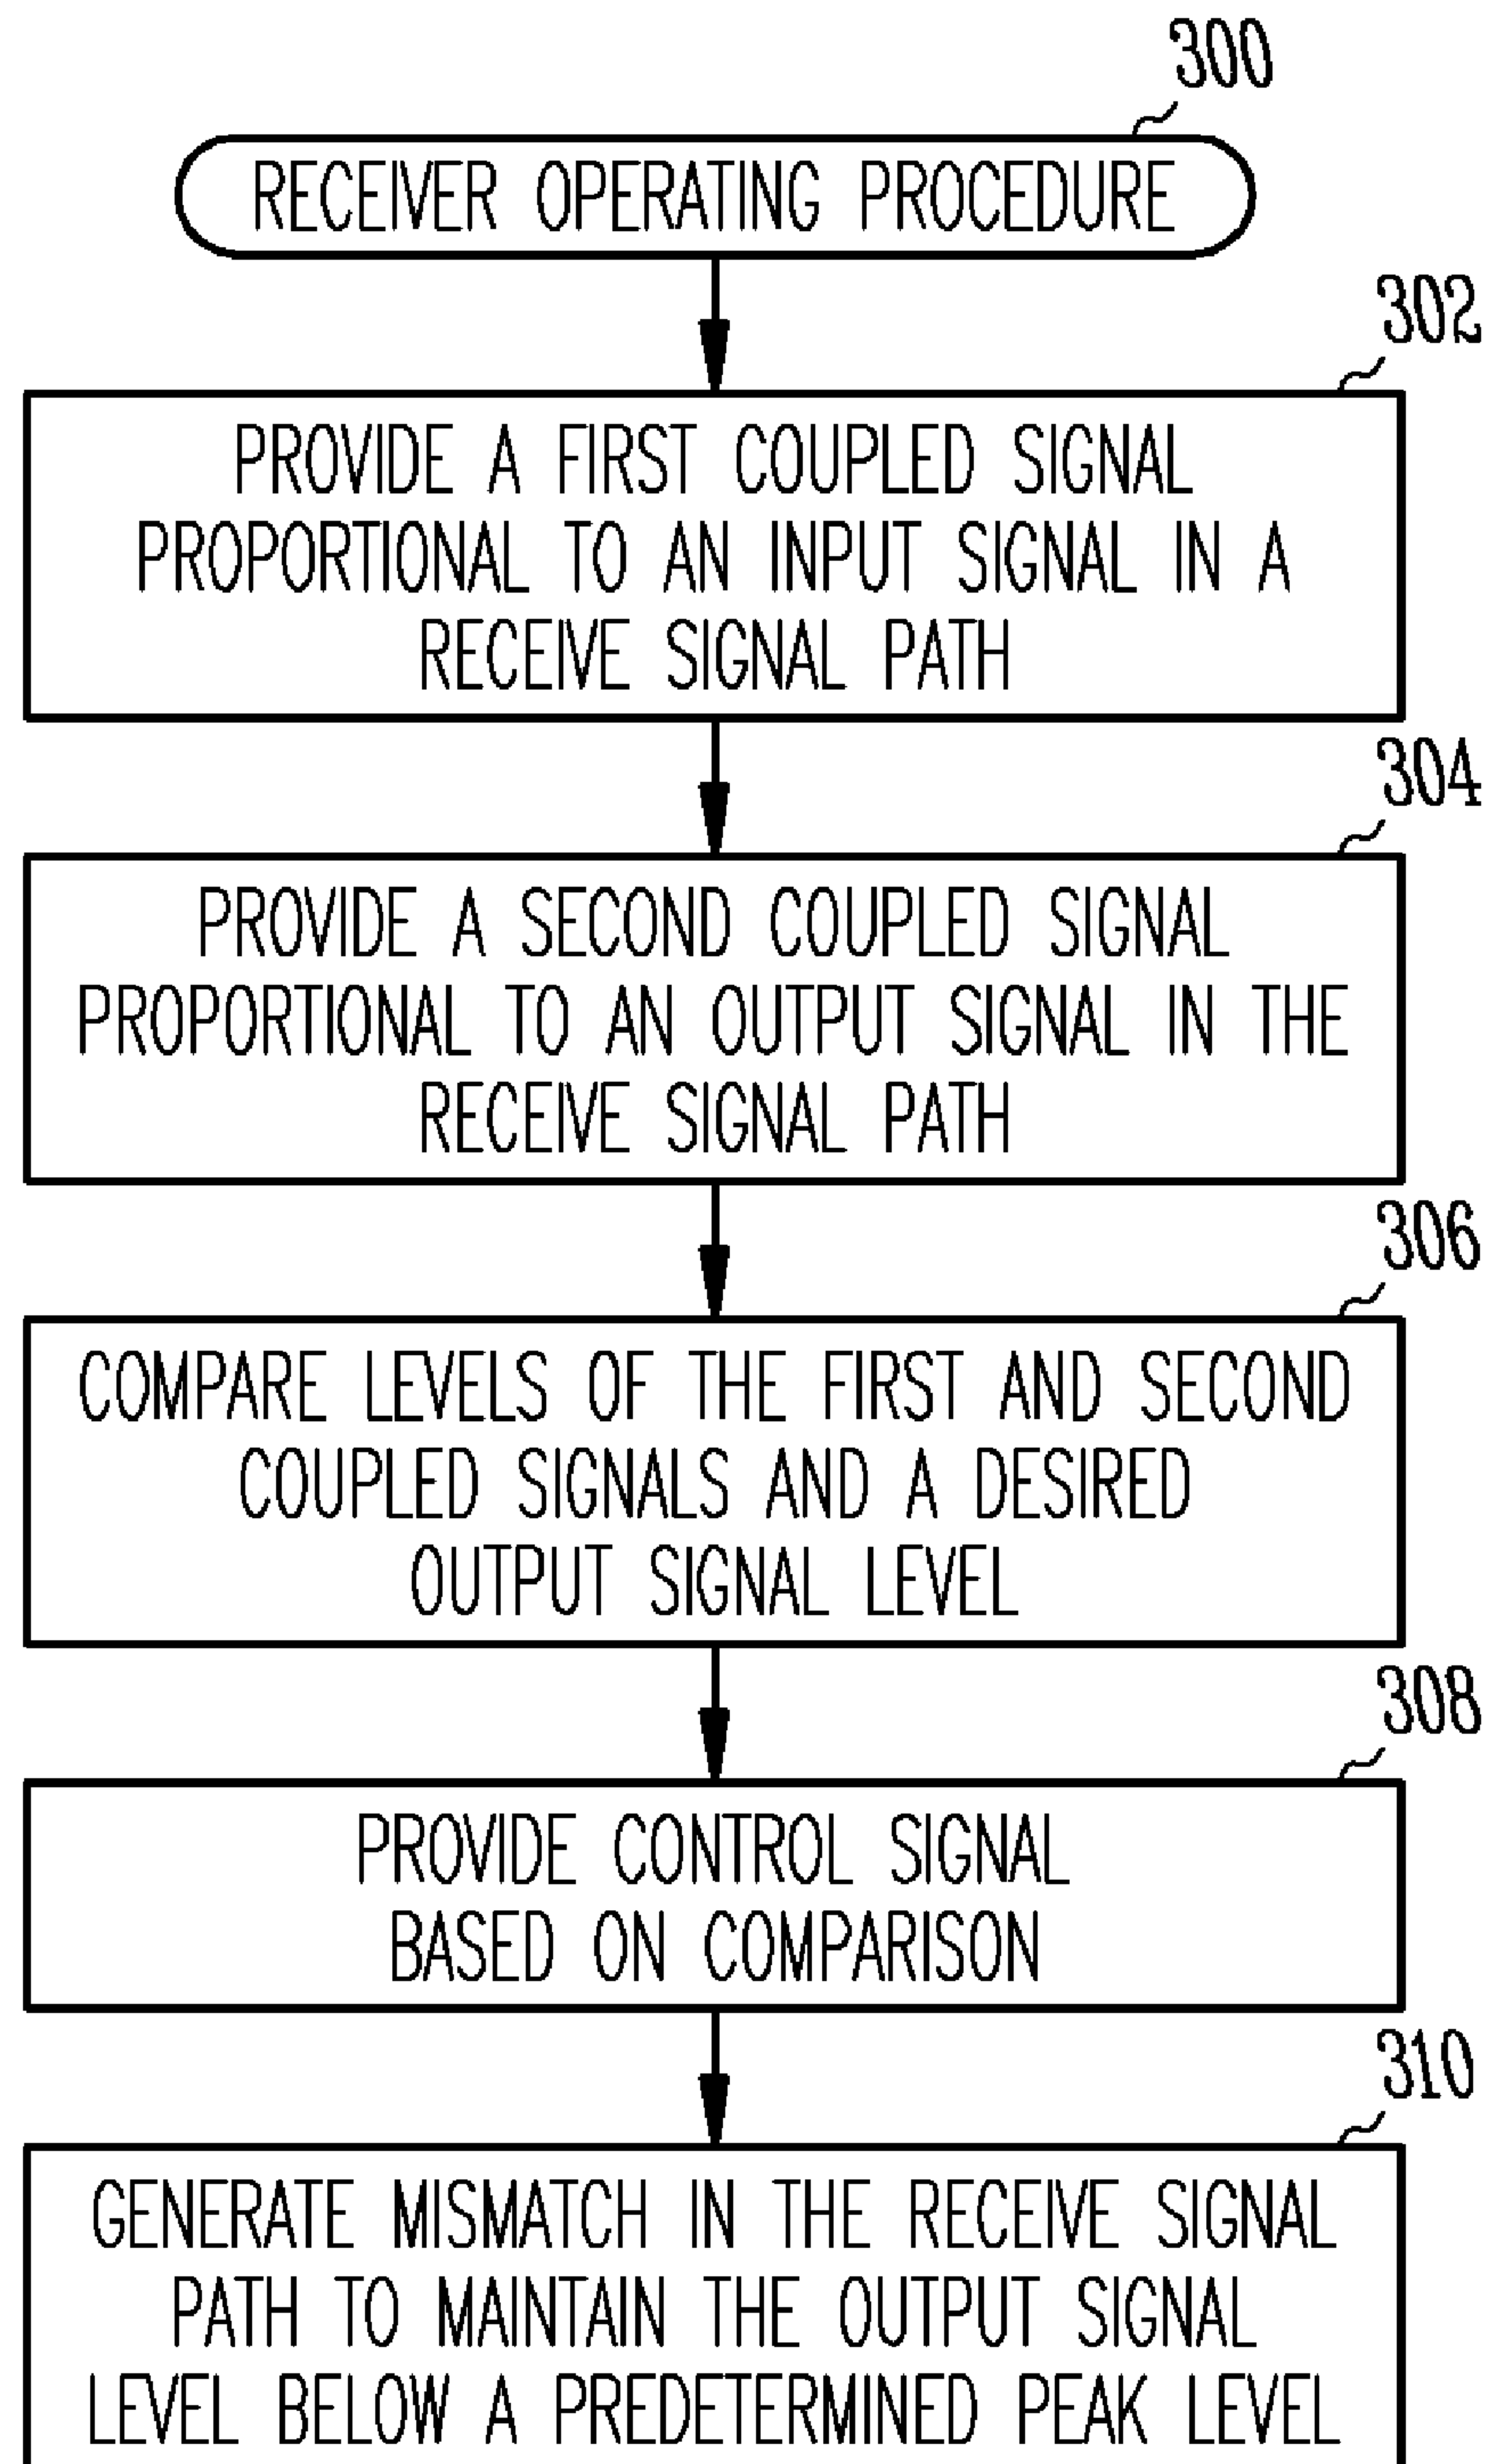 300
RECEIVER OPERATING PROCEDURE
302
PROVIDE A FIRST COUPLED SIGNAL
PROPORTIONAL TO AN INPUT SIGNAL IN A
RECEIVE SIGNAL PATH
304
PROVIDE A SECOND COUPLED SIGNAL
PROPORTIONAL TO AN OUTPUT SIGNAL IN THE
RECEIVE SIGNAL PATH
306
COMPARE LEVELS OF THE FIRST AND SECOND
COUPLED SIGNALS AND A DESIRED
OUTPUT SIGNAL LEVEL
308
PROVIDE CONTROL SIGNAL
BASED ON COMPARISON
310
GENERATE MISMATCH IN THE RECEIVE SIGNAL
PATH TO MAINTAIN THE OUTPUT SIGNAL
LEVEL BELOW A PREDETERMINED PEAK LEVEL